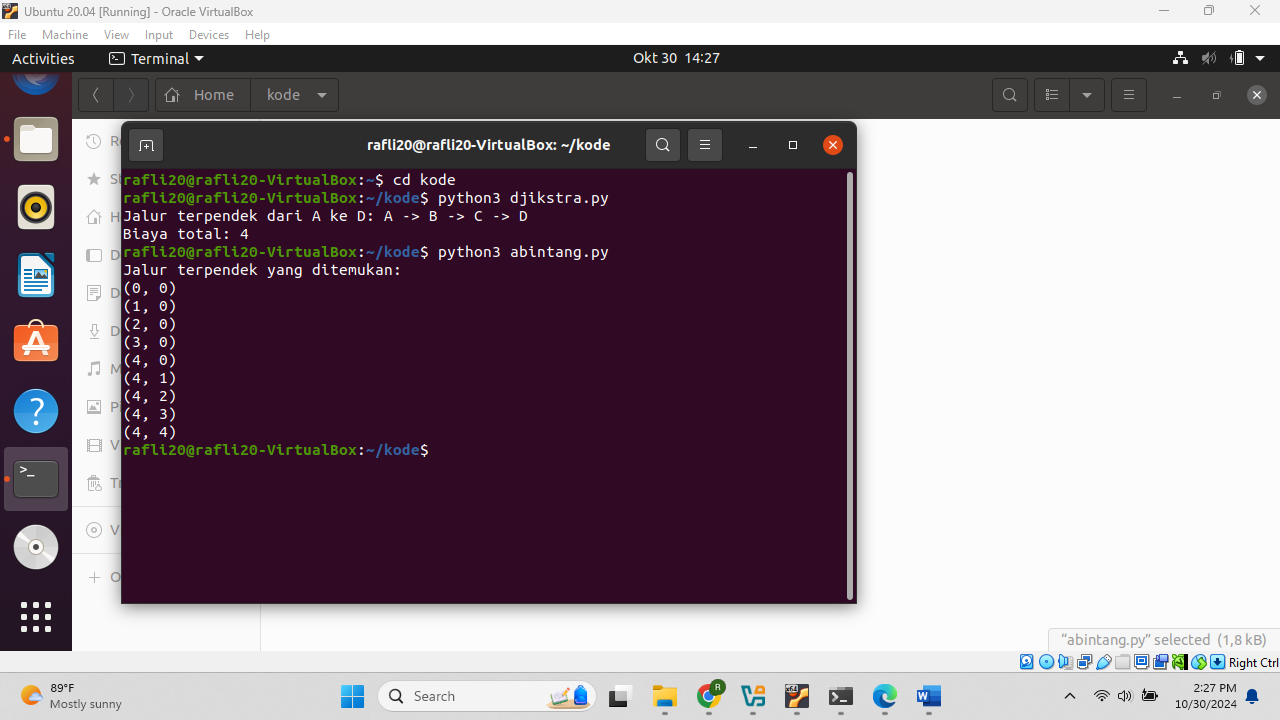 Ubuntu 20.04 [Running] - Oracle VirtualBox
File Machine View Input Devices Help
Activities Terminal Okt 30 14:27
Home kode
rafli20@rafli20-VirtualBox: ~/kode
rafli20@rafli20-VirtualBox:~$ cd kode
rafli20@rafli20-VirtualBox:~/kode$ python3 djikstra.py
Jalur terpendek dari A ke D: A -> B -> C -> D
Biaya total: 4
rafli20@rafli20-VirtualBox:~/kode$ python3 abintang.py
Jalur terpendek yang ditemukan:
(0, 0)
(1, 0)
(2, 0)
(3, 0)
(4, 0)
(4, 1)
(4, 2)
(4, 3)
(4, 4)
rafli20@rafli20-VirtualBox:~/kode$
“abintang.py” selected (1,8 kB)
Right Ctrl
89°F
Mostly sunny
Search
2:27 PM
10/30/2024